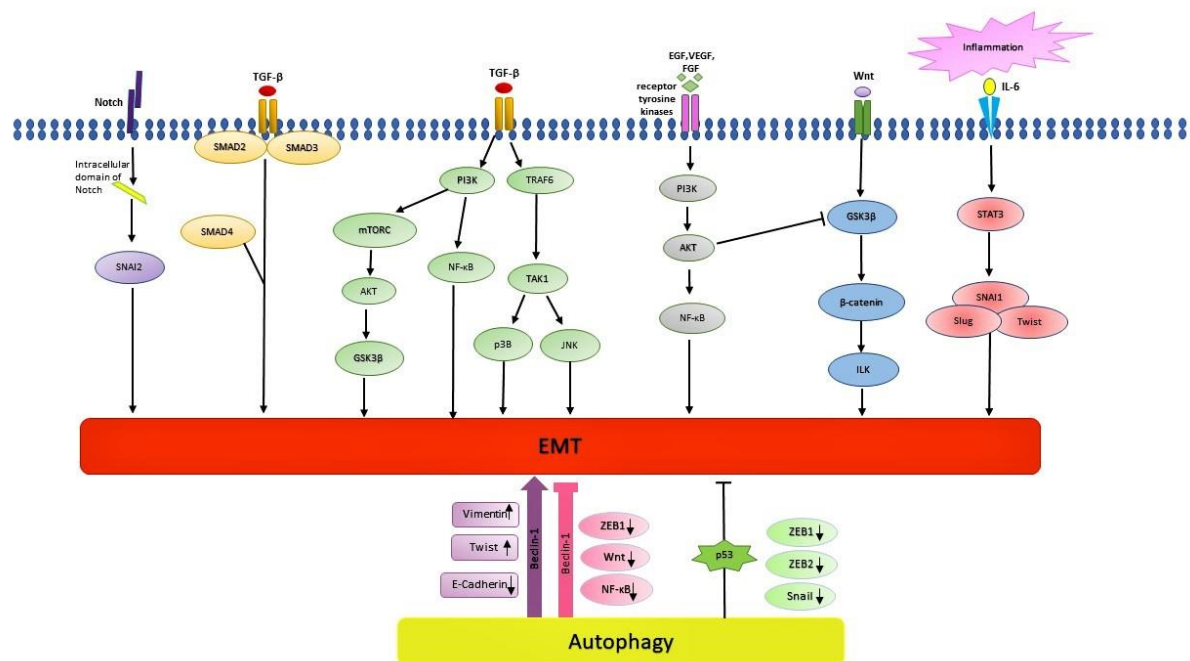 Notch
TGF-β
TGF-β
EGF,VEGF,
FGF
receptor
tyrosine
kinases
Wnt
Inflammation
IL-6
Intracellular
domain of
Notch
SMAD2
SMAD3
SMAD4
SNAI2
PI3K
TRAF6
mTORC
NF-κB
AKT
TAK1
GSK3β
p3B
JNK
PI3K
AKT
NF-κB
GSK3β
β-catenin
ILK
STAT3
SNAI1
Slug
Twist
EMT
Vimentin
Twist
E-Cadherin
Beclin-1
Beclin-1
ZEB1
Wnt
NF-κB
p53
ZEB1
ZEB2
Snail
Autophagy